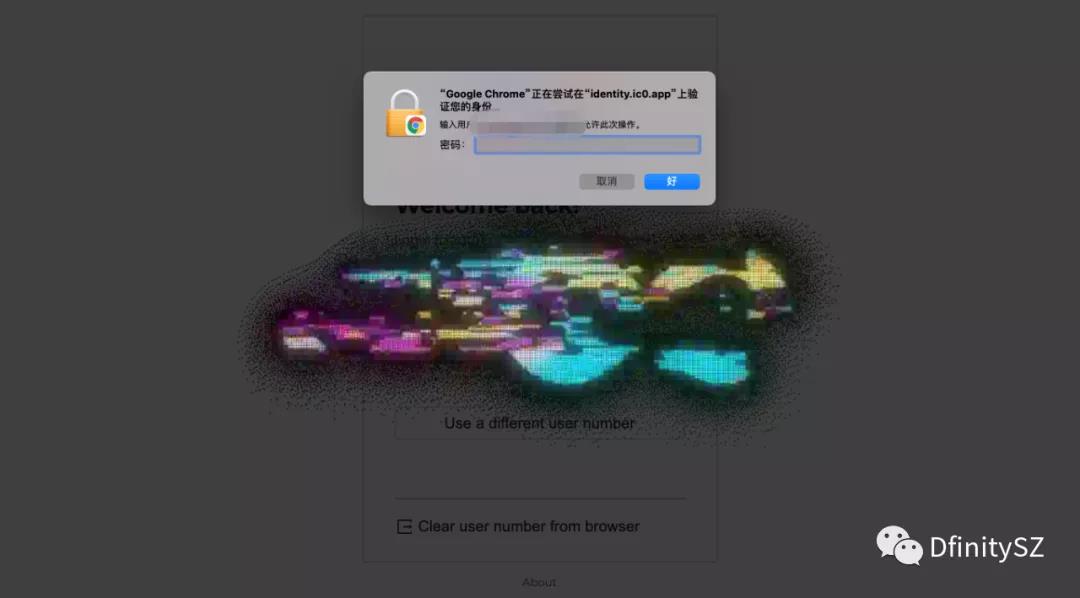 “Google Chrome”正在尝试在“identity.ic0.app”上验
证您的身份...
输入用户 允许此次操作。
密码：
取消 好
Welcome back!
Use a different user number
Clear user number from browser
About
DfinitySZ